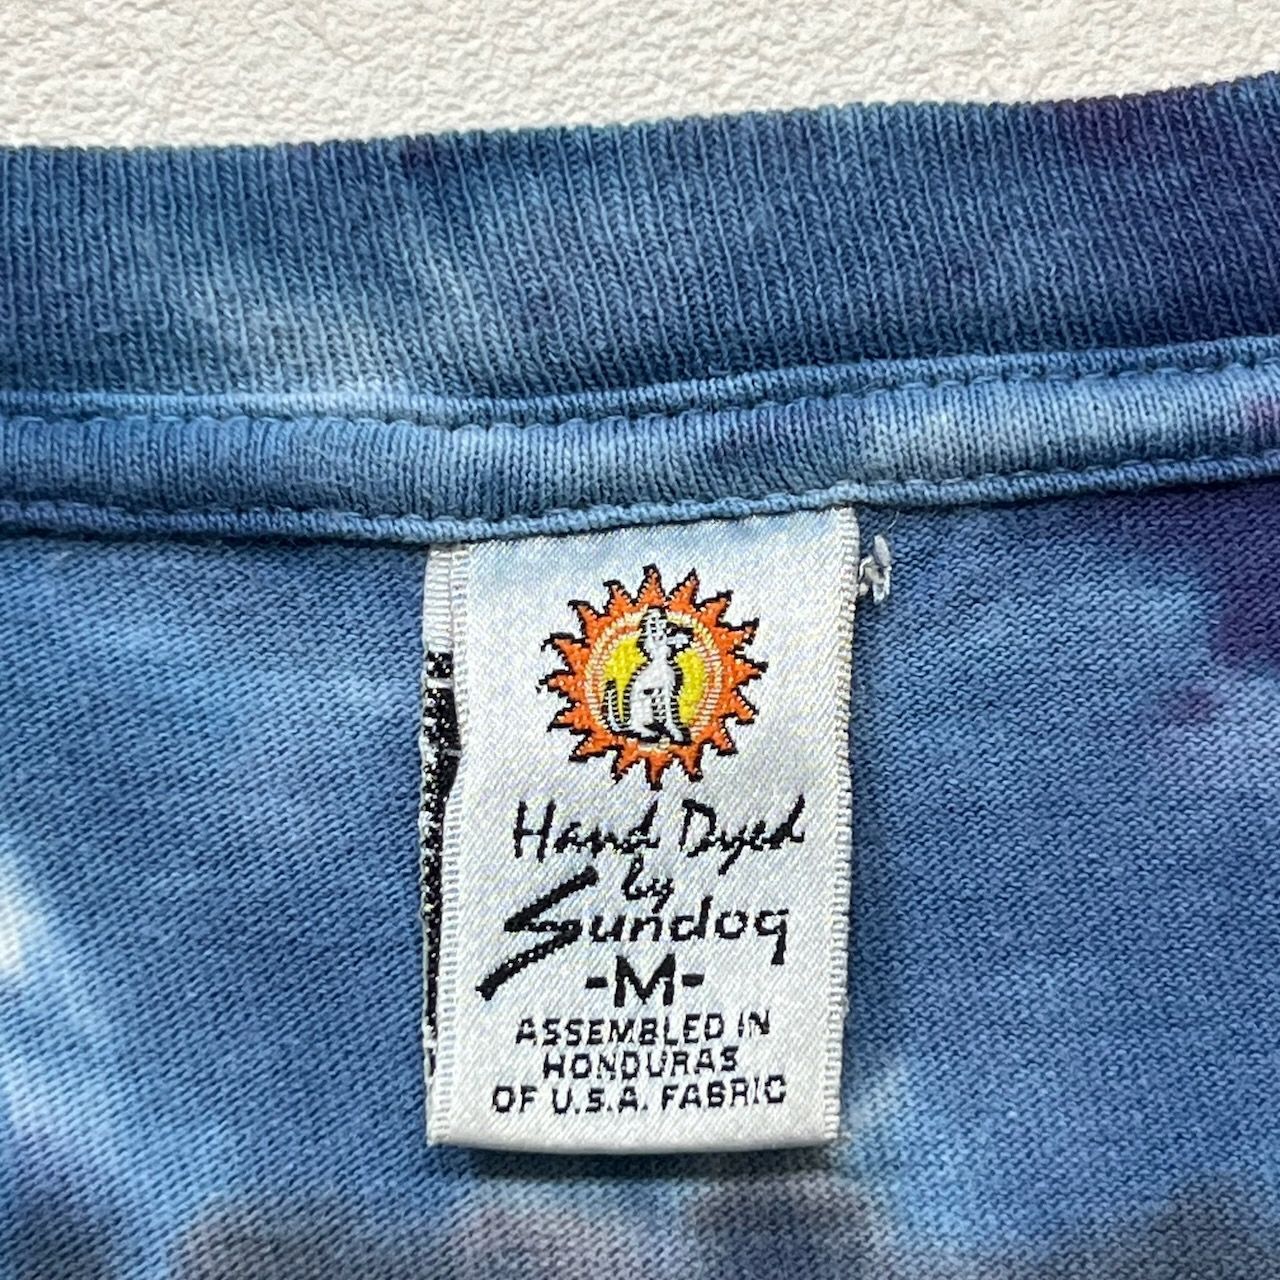 Hand Dyed
by
Sundog
-M-
ASSEMBLED IN
HONDURAS
OF U.S.A. FABRIC